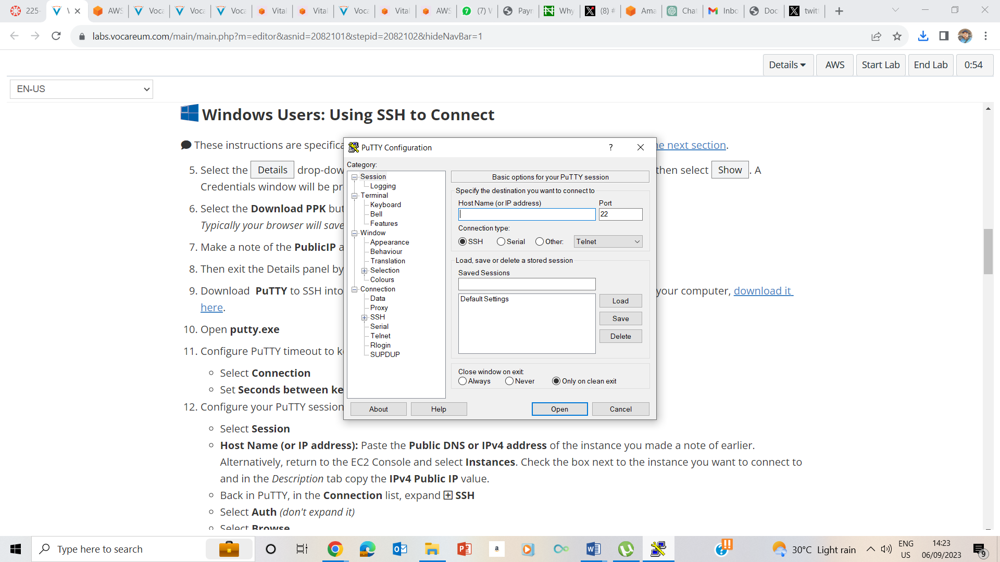 225-
AWS
Voca
Voca
Voca
Vital
Vital
Voca
Vital
AWS
(7) V
Payn
Why
(8) #
Ama
Chat
Inbo
Doc
twitt
labs.vocareum.com/main/main.php?m=editor&asnid=2082101&stepid=2082102&hideNavBar=1
Details
AWS
Start Lab
End Lab
0:54
EN-US
Windows Users: Using SSH to Connect
These instructions are specifica
e next section.
5. Select the Details drop-dow
then select Show . A
Credentials window will be pr
6. Select the Download PPK but
Typically your browser will save
7. Make a note of the PublicIP a
8. Then exit the Details panel by
9. Download PuTTY to SSH into
your computer, download it
here.
10. Open putty.exe
11. Configure PuTTY timeout to ke
Select Connection
Set Seconds between ke
12. Configure your PuTTY session
Select Session
Host Name (or IP address): Paste the Public DNS or IPv4 address of the instance you made a note of earlier.
Alternatively, return to the EC2 Console and select Instances. Check the box next to the instance you want to connect to
and in the Description tab copy the IPv4 Public IP value.
Back in PuTTY, in the Connection list, expand SSH
Select Auth (don't expand it)
Select Browse
PuTTY Configuration
?
Category:
Session
Logging
Terminal
Keyboard
Bell
Features
Window
Appearance
Behaviour
Translation
Selection
Colours
Connection
Data
Proxy
SSH
Serial
Telnet
Rlogin
SUPDUP
Basic options for your PuTTY session
Specify the destination you want to connect to
Host Name (or IP address)
Port
22
Connection type:
SSH
Serial
Other:
Telnet
Load, save or delete a stored session
Saved Sessions
Default Settings
Load
Save
Delete
Close window on exit:
Always
Never
Only on clean exit
About
Help
Open
Cancel
Type here to search
30°C Light rain
ENG
US
14:23
06/09/2023
9